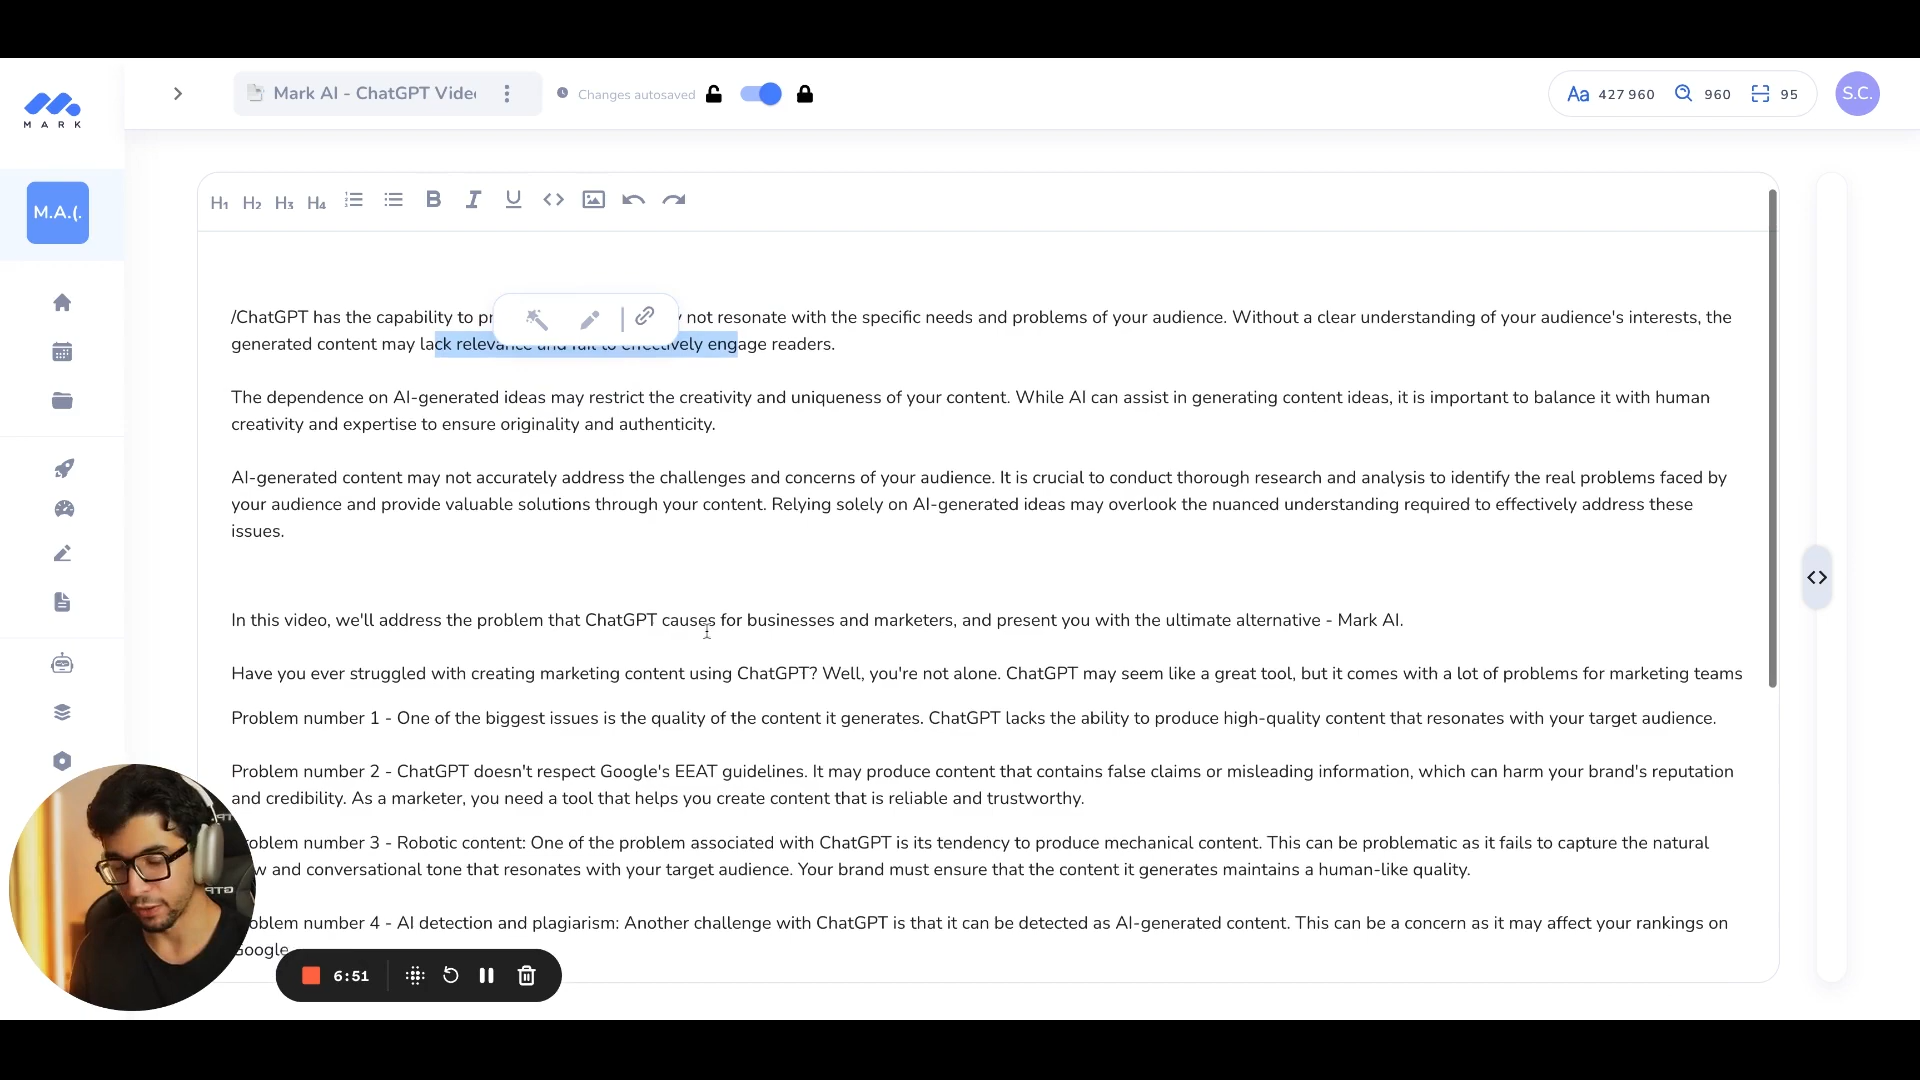 MARK
Mark AI - ChatGPT Vide
Changes autosaved
Aa 427 960 960 95
S.C.
M.A.(.
H1 H2 H3 H4 B I U
/ChatGPT has the capability to pr not resonate with the specific needs and problems of your audience. Without a clear understanding of your audience's interests, the
generated content may lack relevance and fail to effectively engage readers.
The dependence on AI-generated ideas may restrict the creativity and uniqueness of your content. While AI can assist in generating content ideas, it is important to balance it with human
creativity and expertise to ensure originality and authenticity.
AI-generated content may not accurately address the challenges and concerns of your audience. It is crucial to conduct thorough research and analysis to identify the real problems faced by
your audience and provide valuable solutions through your content. Relying solely on AI-generated ideas may overlook the nuanced understanding required to effectively address these
issues.
In this video, we'll address the problem that ChatGPT causes for businesses and marketers, and present you with the ultimate alternative - Mark AI.
Have you ever struggled with creating marketing content using ChatGPT? Well, you're not alone. ChatGPT may seem like a great tool, but it comes with a lot of problems for marketing teams
Problem number 1 - One of the biggest issues is the quality of the content it generates. ChatGPT lacks the ability to produce high-quality content that resonates with your target audience.
Problem number 2 - ChatGPT doesn't respect Google's EEAT guidelines. It may produce content that contains false claims or misleading information, which can harm your brand's reputation
and credibility. As a marketer, you need a tool that helps you create content that is reliable and trustworthy.
oblem number 3 - Robotic content: One of the problem associated with ChatGPT is its tendency to produce mechanical content. This can be problematic as it fails to capture the natural
w and conversational tone that resonates with your target audience. Your brand must ensure that the content it generates maintains a human-like quality.
oblem number 4 - AI detection and plagiarism: Another challenge with ChatGPT is that it can be detected as AI-generated content. This can be a concern as it may affect your rankings on
Google
6:51